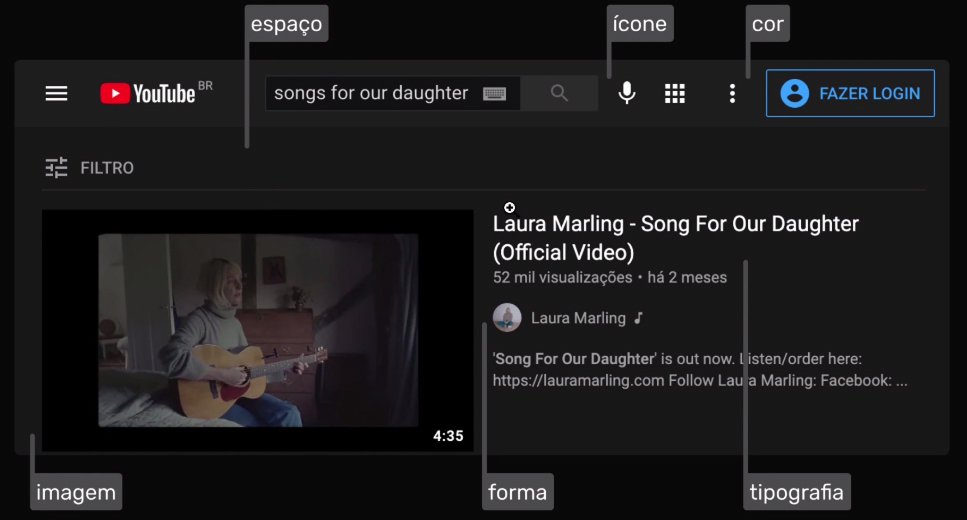 espaço
ícone
cor
YouTube BR
songs for our daughter
FAZER LOGIN
FILTRO
Laura Marling - Song For Our Daughter
(Official Video)
52 mil visualizações • há 2 meses
Laura Marling
'Song For Our Daughter' is out now. Listen/order here:
https://lauramarling.com Follow Laura Marling: Facebook: ...
4:35
imagem
forma
tipografia